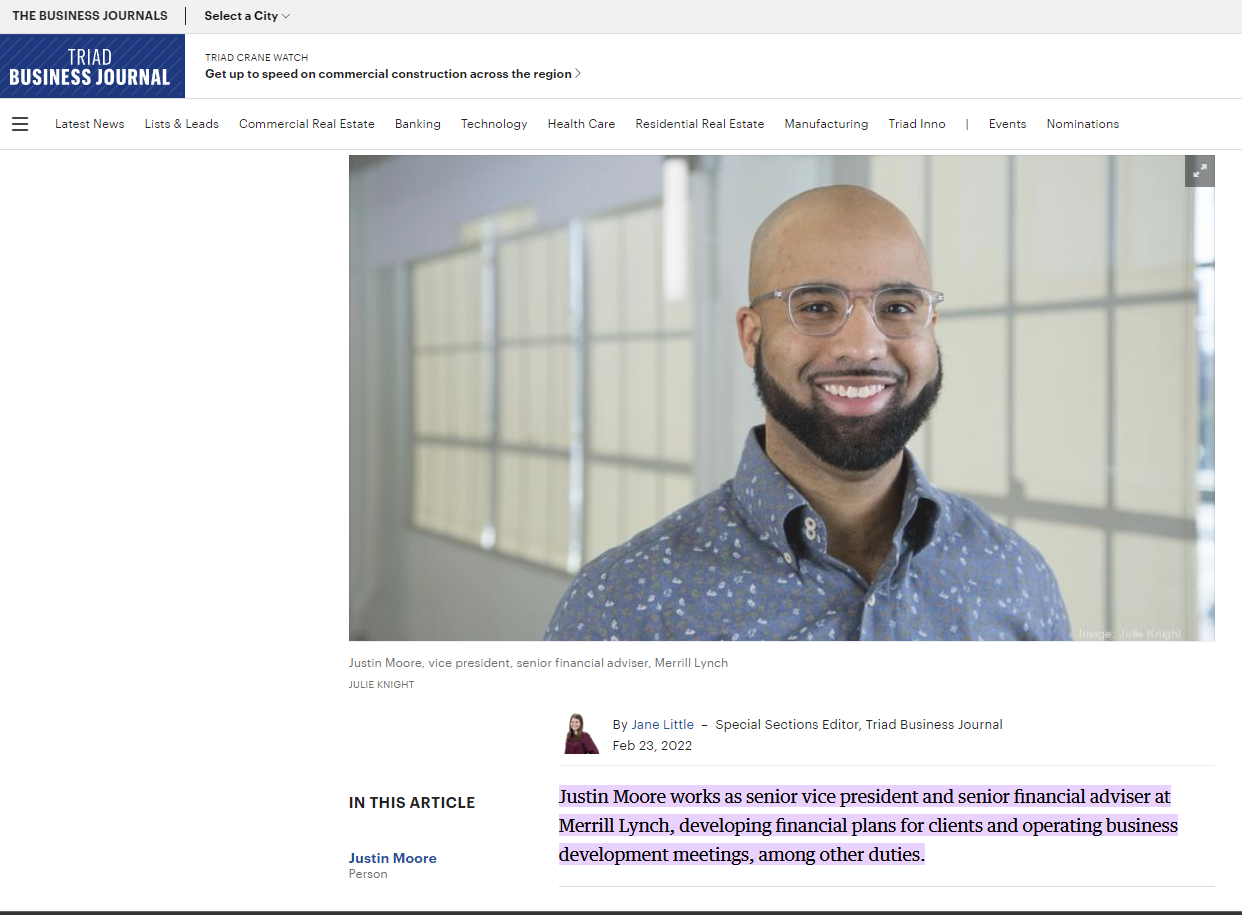 THE BUSINESS JOURNALS
Select a City
TRIAD
BUSINESS JOURNAL
TRIAD CRANE WATCH
Get up to speed on commercial construction across the region
Latest News Lists & Leads Commercial Real Estate Banking Technology Health Care Residential Real Estate Manufacturing Triad Inno | Events Nominations
Image: Julie Knight
Justin Moore, vice president, senior financial adviser, Merrill Lynch
JULIE KNIGHT
By Jane Little – Special Sections Editor, Triad Business Journal
Feb 23, 2022
IN THIS ARTICLE
Justin Moore
Person
Justin Moore works as senior vice president and senior financial adviser at
Merrill Lynch, developing financial plans for clients and operating business
development meetings, among other duties.